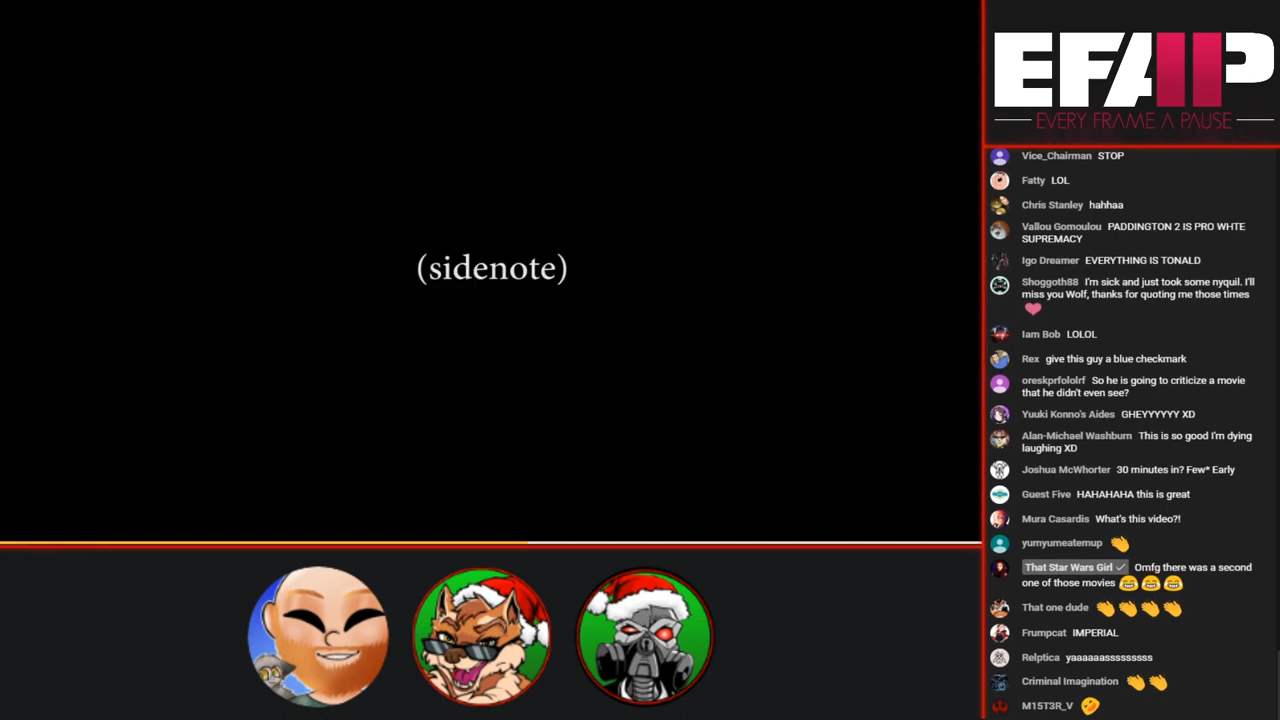 (sidenote)
EFAP
EVERY FRAME A PAUSE
Vice_Chairman STOP
Fatty LOL
Chris Stanley hahhaa
Vallou Gomoulou PADDINGTON 2 IS PRO WHTE
SUPREMACY
Igo Dreamer EVERYTHING IS TONALD
Shoggoth88 I'm sick and just took some nyquil. I'll
miss you Wolf, thanks for quoting me those times
Iam Bob LOLOL
Rex give this guy a blue checkmark
oreskprfololrf So he is going to criticize a movie
that he didn't even see?
Yuuki Konno's Aides GHEYYYYYY XD
Alan-Michael Washburn This is so good I'm dying
laughing XD
Joshua McWhorter 30 minutes in? Few* Early
Guest Five HAHAHAHA this is great
Mura Casardis What's this video?!
yumyumeatemup
That Star Wars Girl Omfg there was a second
one of those movies
That one dude
Frumpcat IMPERIAL
Relptica yaaaaaasssssssss
Criminal Imagination
M15T3R_V